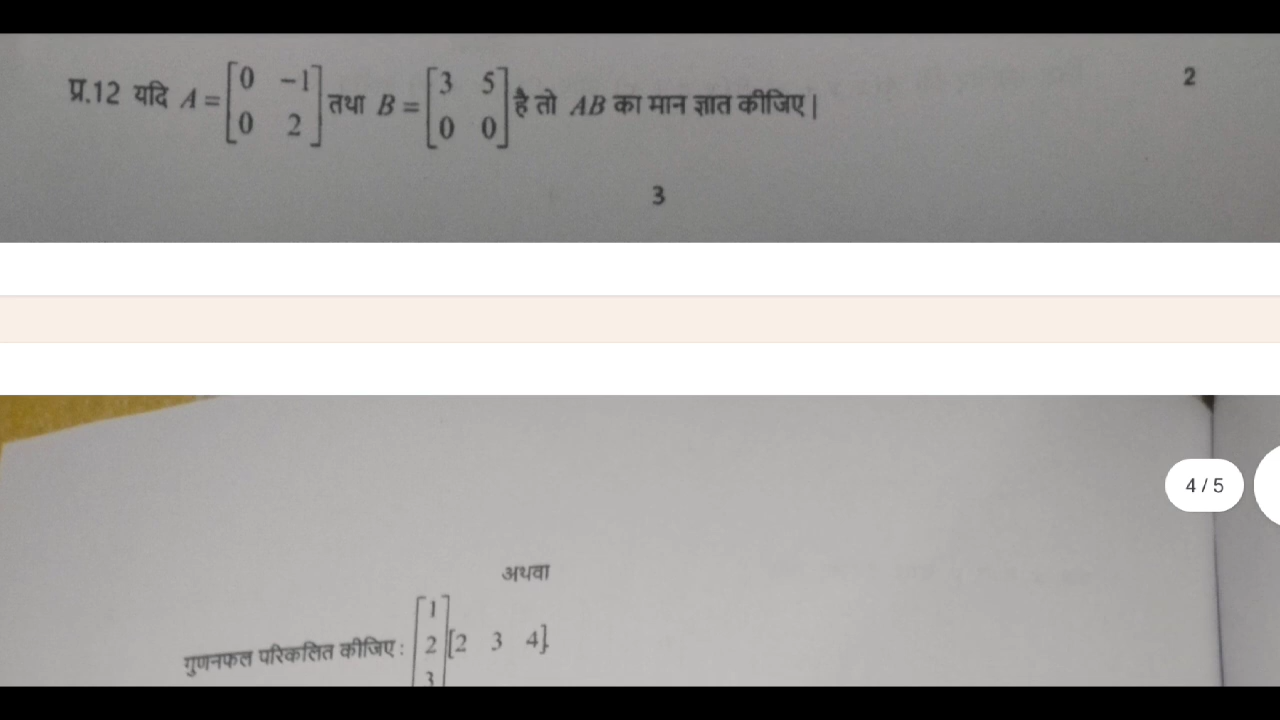 प्र.12 यदि A = [0 -1; 0 2] तथा B = [3 5; 0 0] है तो AB का मान ज्ञात कीजिए | 2
3
4 / 5
अथवा
गुणनफल परिकलित कीजिए : [1; 2; 3] [2 3 4].